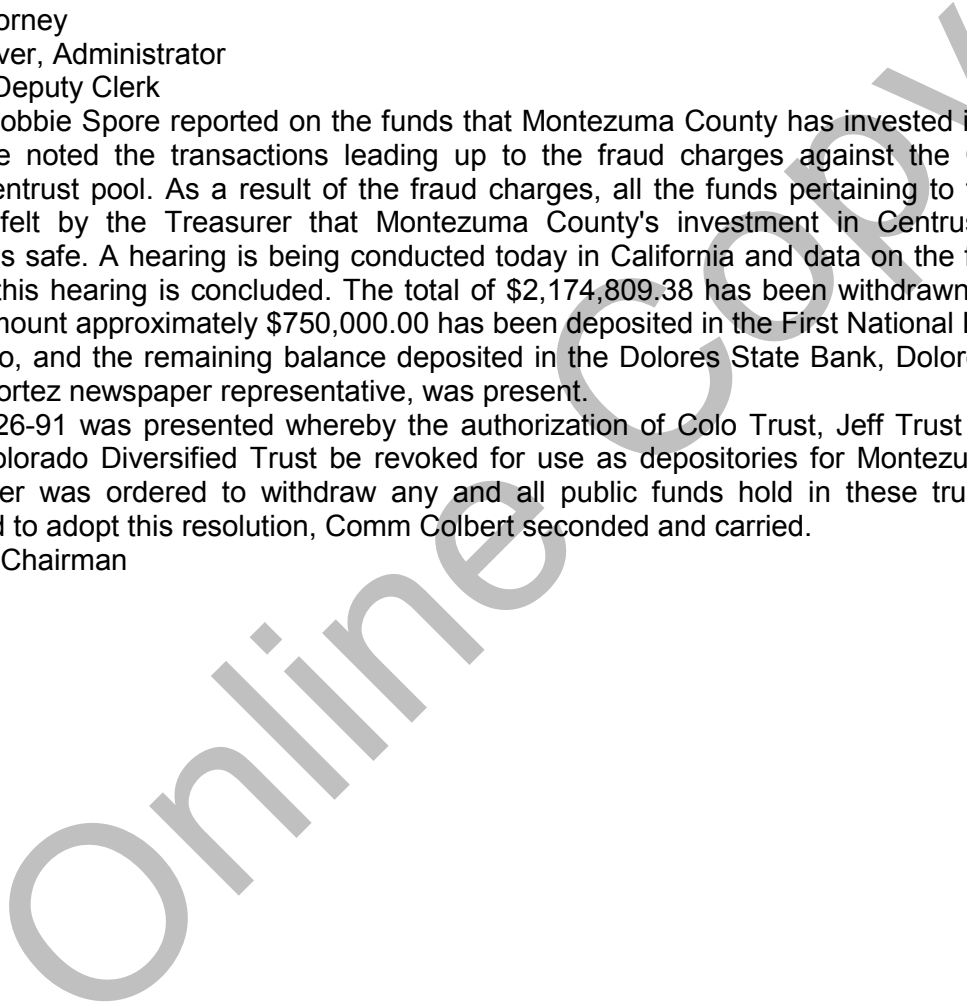 orney
ver, Administrator
Deputy Clerk
obbie Spore reported on the funds that Montezuma County has invested i
e noted the transactions leading up to the fraud charges against the
entrust pool. As a result of the fraud charges, all the funds pertaining to
felt by the Treasurer that Montezuma County's investment in Centrus
s safe. A hearing is being conducted today in California and data on the f
this hearing is concluded. The total of $2,174,809.38 has been withdrawn
mount approximately $750,000.00 has been deposited in the First National
o, and the remaining balance deposited in the Dolores State Bank, Dolor
ortez newspaper representative, was present.
26-91 was presented whereby the authorization of Colo Trust, Jeff Trust
olorado Diversified Trust be revoked for use as depositories for Montezu
er was ordered to withdraw any and all public funds hold in these tru
d to adopt this resolution, Comm Colbert seconded and carried.
Chairman
Online Copy